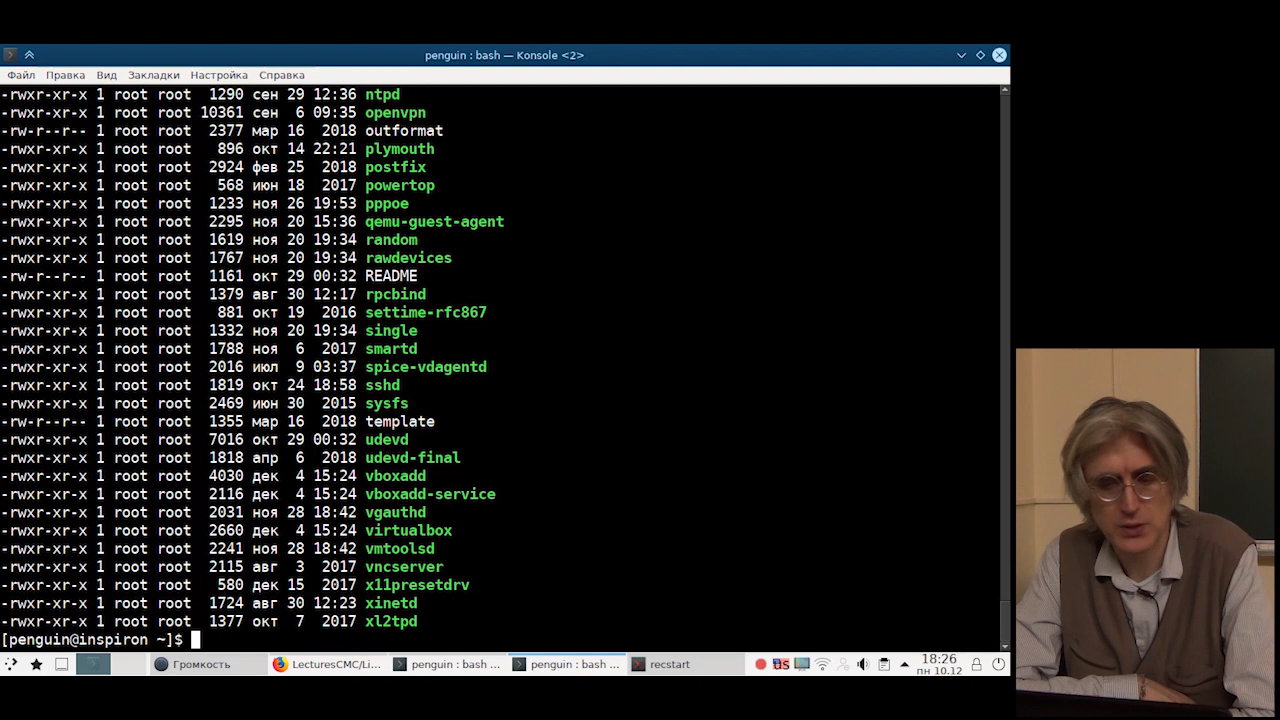 penguin : bash — Konsole <2>
Файл Правка Вид Закладки Настройка Справка
-rwxr-xr-x 1 root root  1290 сен 29 12:36 ntpd
-rwxr-xr-x 1 root root 10361 сен  6 09:35 openvpn
-rw-r--r-- 1 root root  2377 мар 16  2018 outformat
-rwxr-xr-x 1 root root   896 окт 14 22:21 plymouth
-rwxr-xr-x 1 root root  2924 фев 25  2018 postfix
-rwxr-xr-x 1 root root   568 июн 18  2017 powertop
-rwxr-xr-x 1 root root  1233 ноя 26 19:53 pppoe
-rwxr-xr-x 1 root root  2295 ноя 20 15:36 qemu-guest-agent
-rwxr-xr-x 1 root root  1619 ноя 20 19:34 random
-rwxr-xr-x 1 root root  1767 ноя 20 19:34 rawdevices
-rw-r--r-- 1 root root  1161 окт 29 00:32 README
-rwxr-xr-x 1 root root  1379 авг 30 12:17 rpcbind
-rwxr-xr-x 1 root root   881 окт 19  2016 settime-rfc867
-rwxr-xr-x 1 root root  1332 ноя 20 19:34 single
-rwxr-xr-x 1 root root  1788 ноя  6  2017 smartd
-rwxr-xr-x 1 root root  2016 июл  9 03:37 spice-vdagentd
-rwxr-xr-x 1 root root  1819 окт 24 18:58 sshd
-rwxr-xr-x 1 root root  2469 июн 30  2015 sysfs
-rw-r--r-- 1 root root  1355 мар 16  2018 template
-rwxr-xr-x 1 root root  7016 окт 29 00:32 udevd
-rwxr-xr-x 1 root root  1818 апр  6  2018 udevd-final
-rwxr-xr-x 1 root root  4030 дек  4 15:24 vboxadd
-rwxr-xr-x 1 root root  2116 дек  4 15:24 vboxadd-service
-rwxr-xr-x 1 root root  2031 ноя 28 18:42 vgauthd
-rwxr-xr-x 1 root root  2660 дек  4 15:24 virtualbox
-rwxr-xr-x 1 root root  2241 ноя 28 18:42 vmtoolsd
-rwxr-xr-x 1 root root  2115 авг  3  2017 vncserver
-rwxr-xr-x 1 root root   580 дек 15  2017 x11presetdrv
-rwxr-xr-x 1 root root  1724 авг 30 12:23 xinetd
-rwxr-xr-x 1 root root  1377 окт  7  2017 xl2tpd
[penguin@inspiron ~]$
Громкость LecturesCMC/Li... penguin : bash ... penguin : bash ... recstart US 18:26
пн 10.12